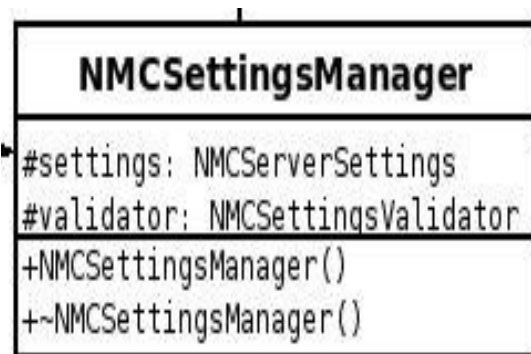 NMCSettingsManager
#settings: NMCServerSettings
#validator: NMCSettingsValidator
+NMCSettingsManager()
+~NMCSettingsManager()